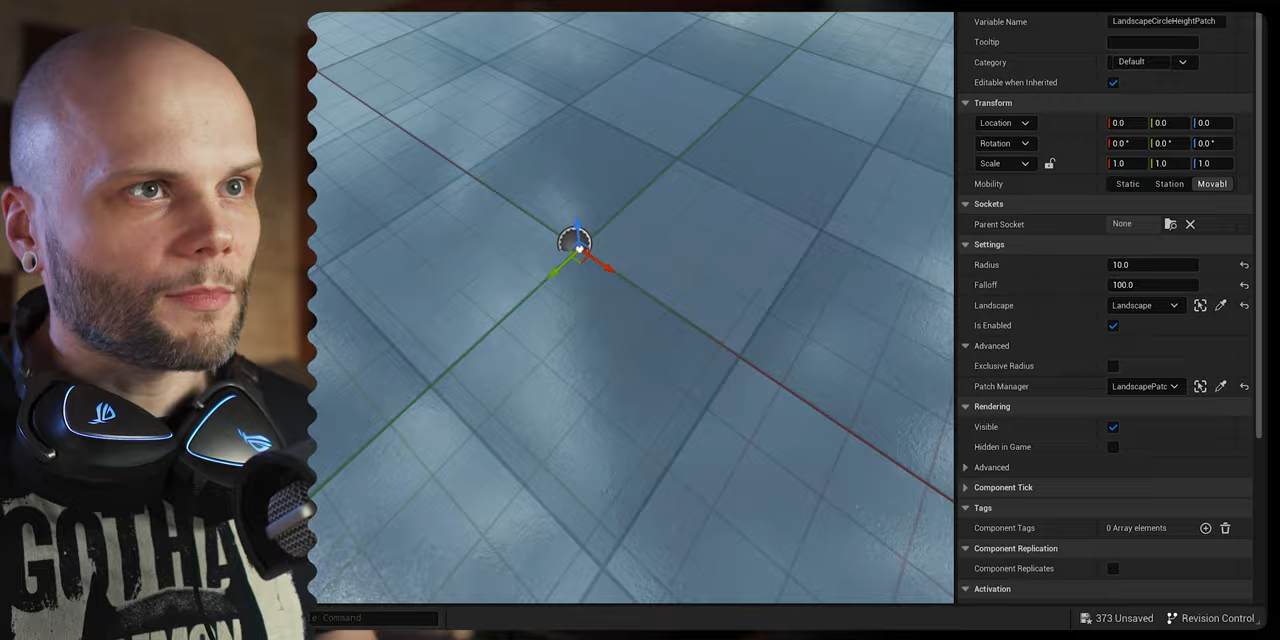 Variable Name LandscapeCircleHeightPatch
Tooltip
Category Default
Editable when Inherited
Transform
Location 0.0 0.0 0.0
Rotation 0.0 ° 0.0 ° 0.0 °
Scale 1.0 1.0 1.0
Mobility Static Station Movabl
Sockets
Parent Socket None
Settings
Radius 10.0
Falloff 100.0
Landscape Landscape
Is Enabled
Advanced
Exclusive Radius
Patch Manager LandscapePatc
Rendering
Visible
Hidden in Game
Advanced
Component Tick
Tags
Component Tags 0 Array elements
Component Replication
Component Replicates
Activation
le Command
373 Unsaved Revision Control
GOTHA